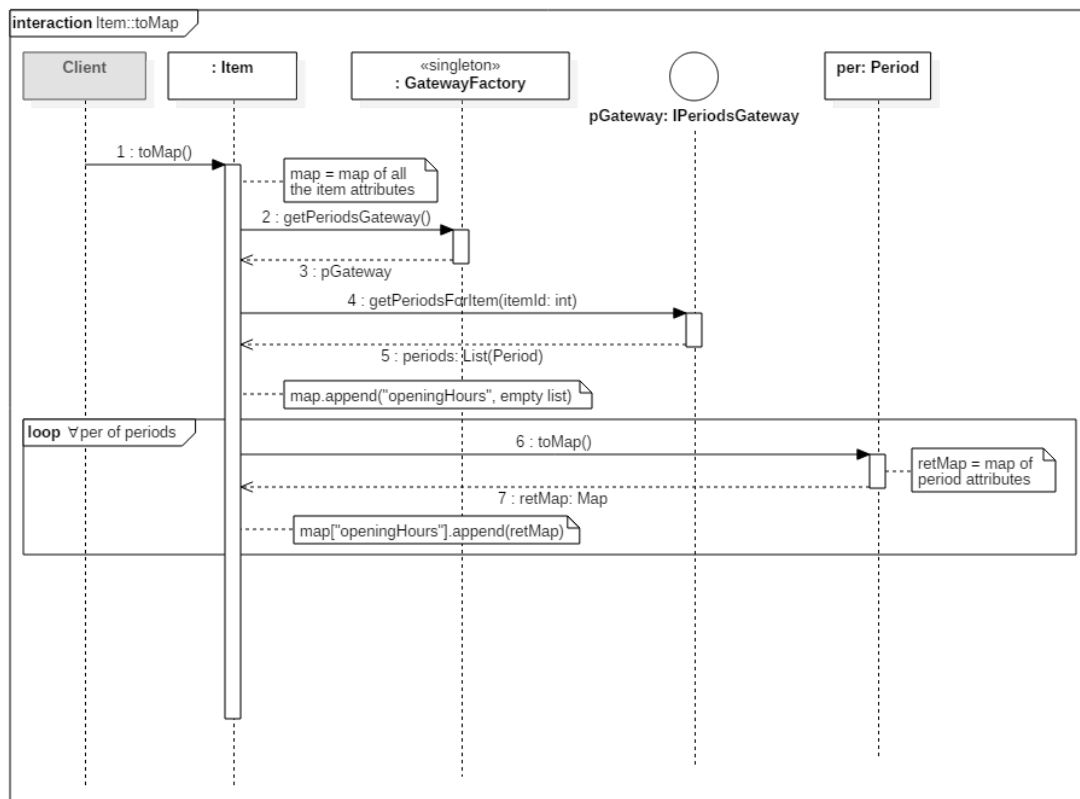 interaction Item::toMap
Client
: Item
«singleton»
: GatewayFactory
pGateway: IPeriodsGateway
per: Period
1 : toMap()
map = map of all
the item attributes
2 : getPeriodsGateway()
3 : pGateway
4 : getPeriodsForItem(itemId: int)
5 : periods: List(Period)
map.append("openingHours", empty list)
loop ∀per of periods
6 : toMap()
retMap = map of
period attributes
7 : retMap: Map
map["openingHours"].append(retMap)